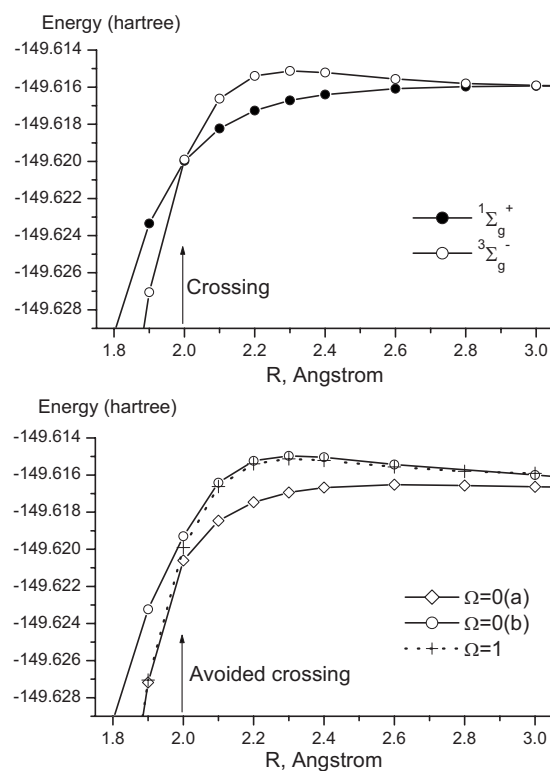 Energy (hartree)
-149.614
-149.616
-149.618
-149.620
-149.622
-149.624
-149.626
-149.628
¹Σg⁺
³Σg⁻
Crossing
1.8 2.0 2.2 2.4 2.6 2.8 3.0
R, Angstrom
Energy (hartree)
-149.614
-149.616
-149.618
-149.620
-149.622
-149.624
-149.626
-149.628
Ω=0(a)
Ω=0(b)
Ω=1
Avoided crossing
1.8 2.0 2.2 2.4 2.6 2.8 3.0
R, Angstrom